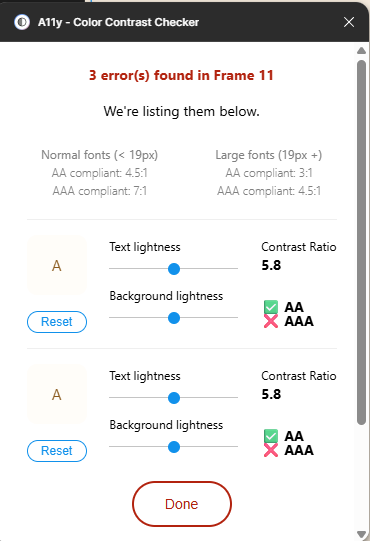 A11y - Color Contrast Checker
3 error(s) found in Frame 11
We're listing them below.
Normal fonts (< 19px)
AA compliant: 4.5:1
AAA compliant: 7:1
Large fonts (19px +)
AA compliant: 3:1
AAA compliant: 4.5:1
A
Reset
Text lightness
Background lightness
Contrast Ratio
5.8
✅ AA
❌ AAA
A
Reset
Text lightness
Background lightness
Contrast Ratio
5.8
✅ AA
❌ AAA
Done